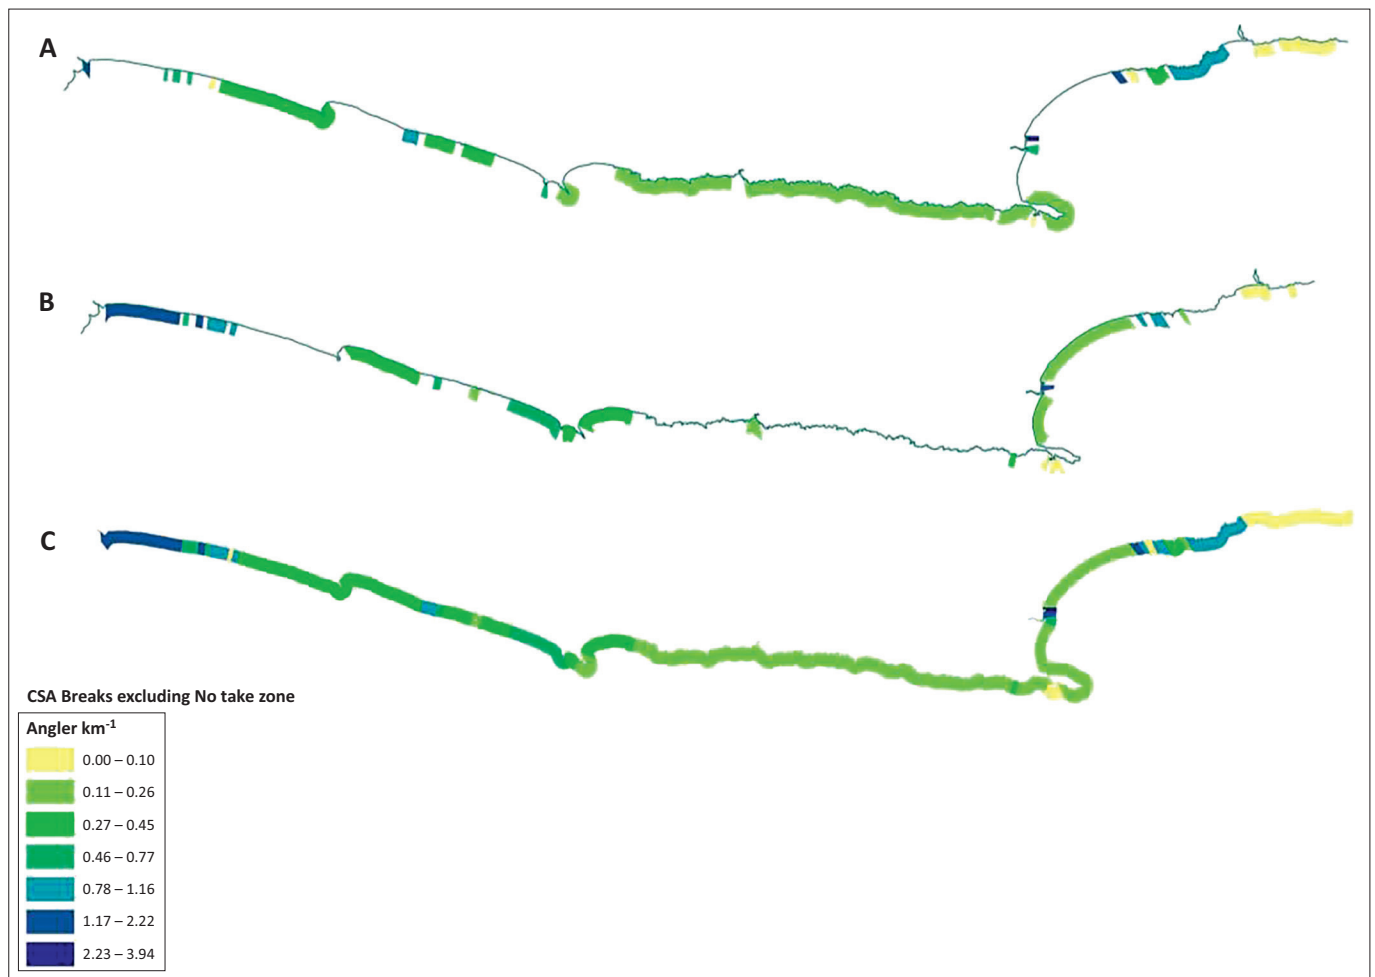 A
B
C
CSA Breaks excluding No take zone
Angler km⁻¹
0.00 – 0.10
0.11 – 0.26
0.27 – 0.45
0.46 – 0.77
0.78 – 1.16
1.17 – 2.22
2.23 – 3.94